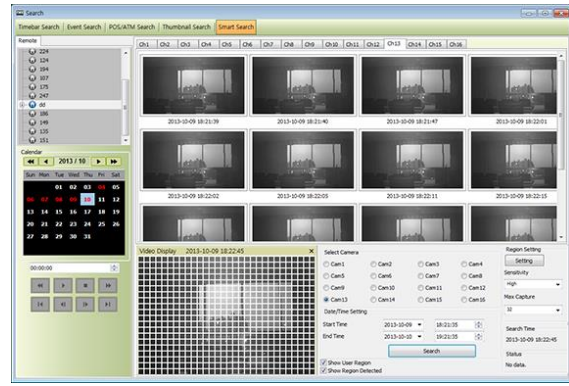 Search
Timebar Search Event Search POS/ATM Search Thumbnail Search Smart Search
Remote
224
124
194
107
175
247
dd
186
149
135
151
Calendar
2013 / 10
Sun Mon Tue Wed Thu Fri Sat
01 02 03 04 05
06 07 08 09 10 11 12
13 14 15 16 17 18 19
20 21 22 23 24 25 26
27 28 29 30 31
00:00:00
Ch1 Ch2 Ch3 Ch4 Ch5 Ch6 Ch7 Ch8 Ch9 Ch10 Ch11 Ch12 Ch13 Ch14 Ch15 Ch16
2013-10-09 18:21:39 2013-10-09 18:21:40 2013-10-09 18:21:47 2013-10-09 18:22:01
2013-10-09 18:22:02 2013-10-09 18:22:05 2013-10-09 18:22:11 2013-10-09 18:22:15
Video Display 2013-10-09 18:22:45
Select Camera
Cam1 Cam2 Cam3 Cam4
Cam5 Cam6 Cam7 Cam8
Cam9 Cam10 Cam11 Cam12
Cam13 Cam14 Cam15 Cam16
Date/Time Setting
Start Time 2013-10-09 18:21:35
End Time 2013-10-10 19:21:35
Search
Show User Region
Show Region Detected
Region Setting
Setting
Sensitivity
High
Max Capture
Search Time
2013-10-09 18:22:45
Status
No data.